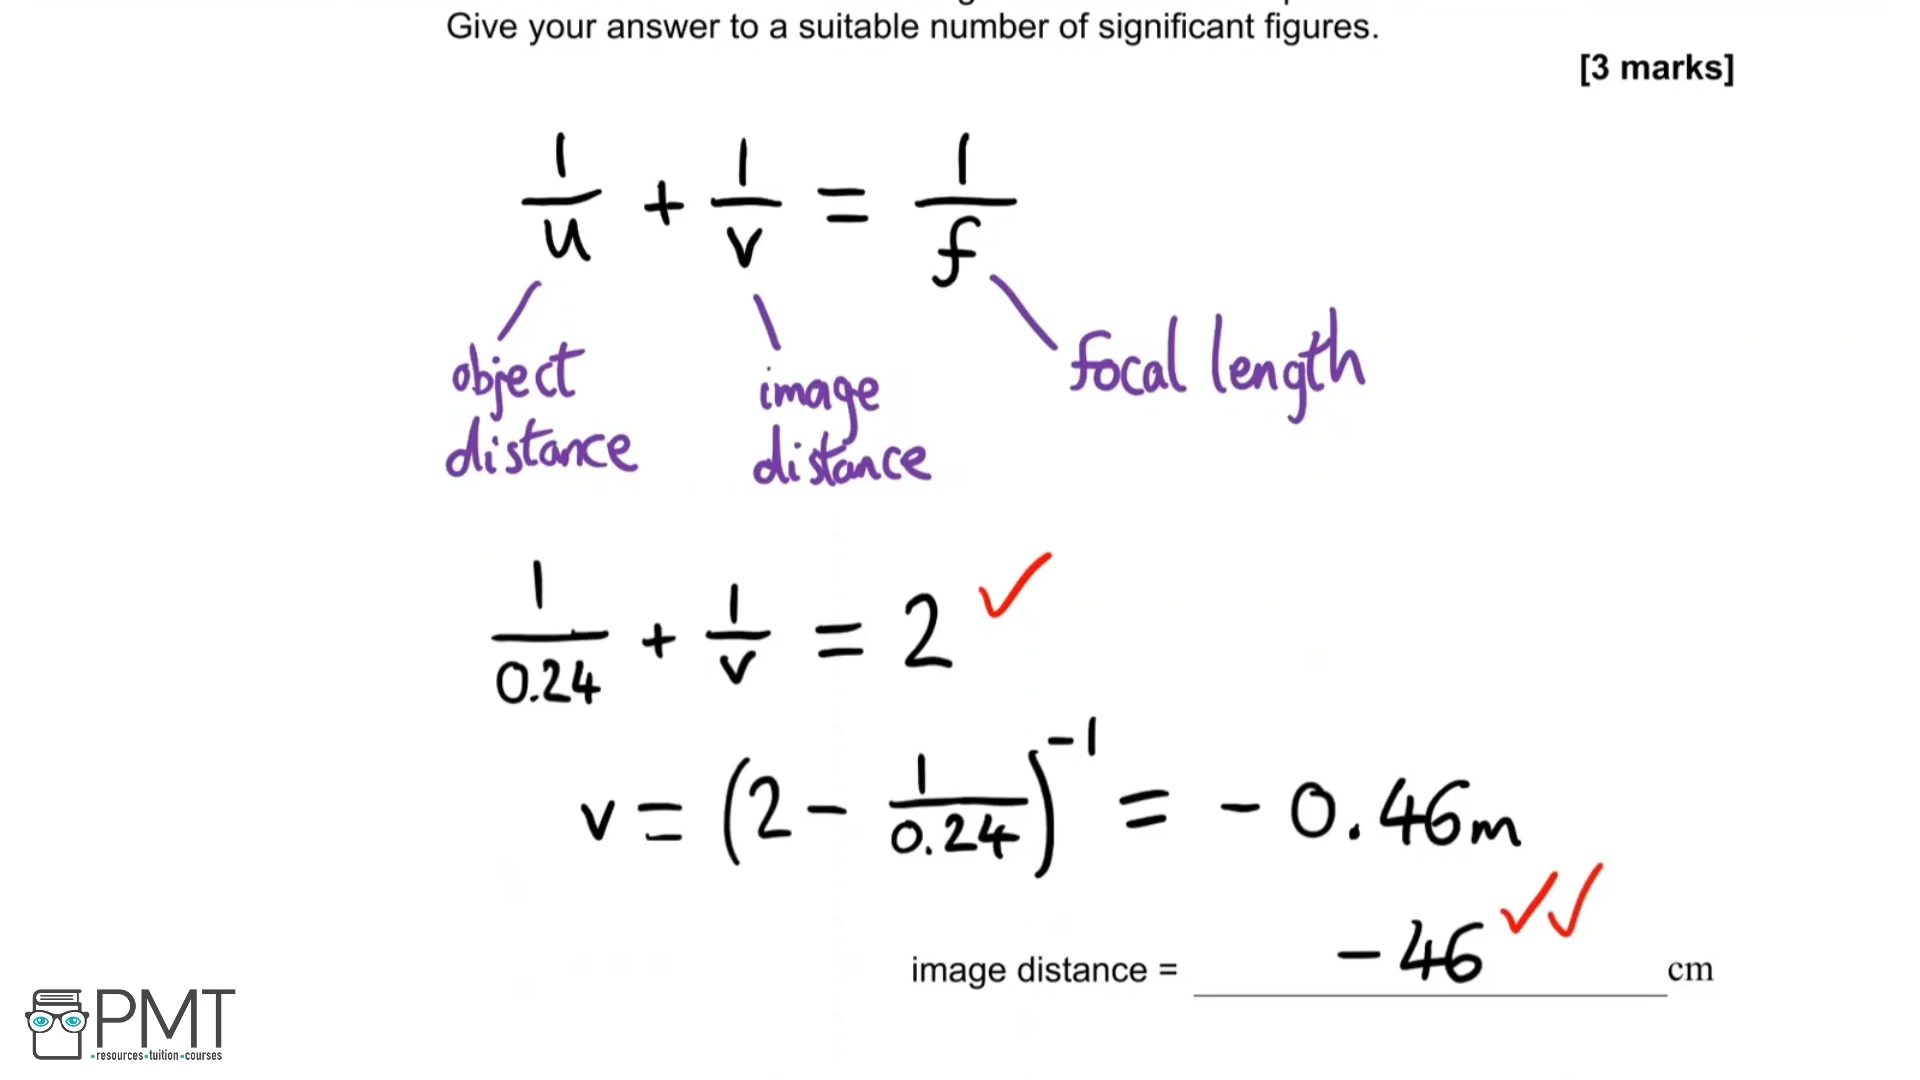 Give your answer to a suitable number of significant figures.
[3 marks]
1/u + 1/v = 1/f
object distance
image distance
focal length
1/0.24 + 1/v = 2 ✓
v = (2 - 1/0.24)^-1 = - 0.46m
image distance = - 46 ✓✓ cm
PMT
•resources•tuition•courses